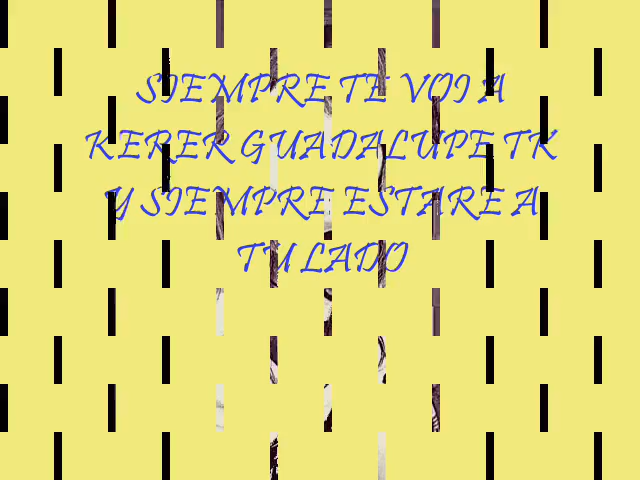 SIEMPRE TE VOI A
KERER GUADALUPE TK
Y SIEMPRE ESTARE A
TU LADO